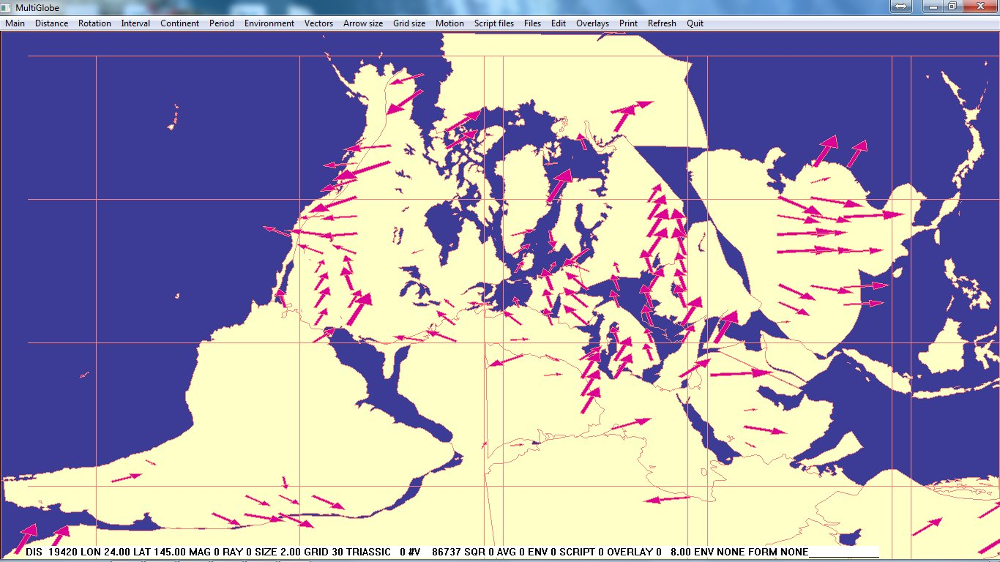 MultiGlobe
Main Distance Rotation Interval Continent Period Environment Vectors Arrow size Grid size Motion Script files Files Edit Overlays Print Refresh Quit
DIS 19420 LON 24.00 LAT 145.00 MAG 0 RAY 0 SIZE 2.00 GRID 30 TRIASSIC 0 #V 86737 SQR 0 AVG 0 ENV 0 SCRIPT 0 OVERLAY 0 8.00 ENV NONE FORM NONE____________